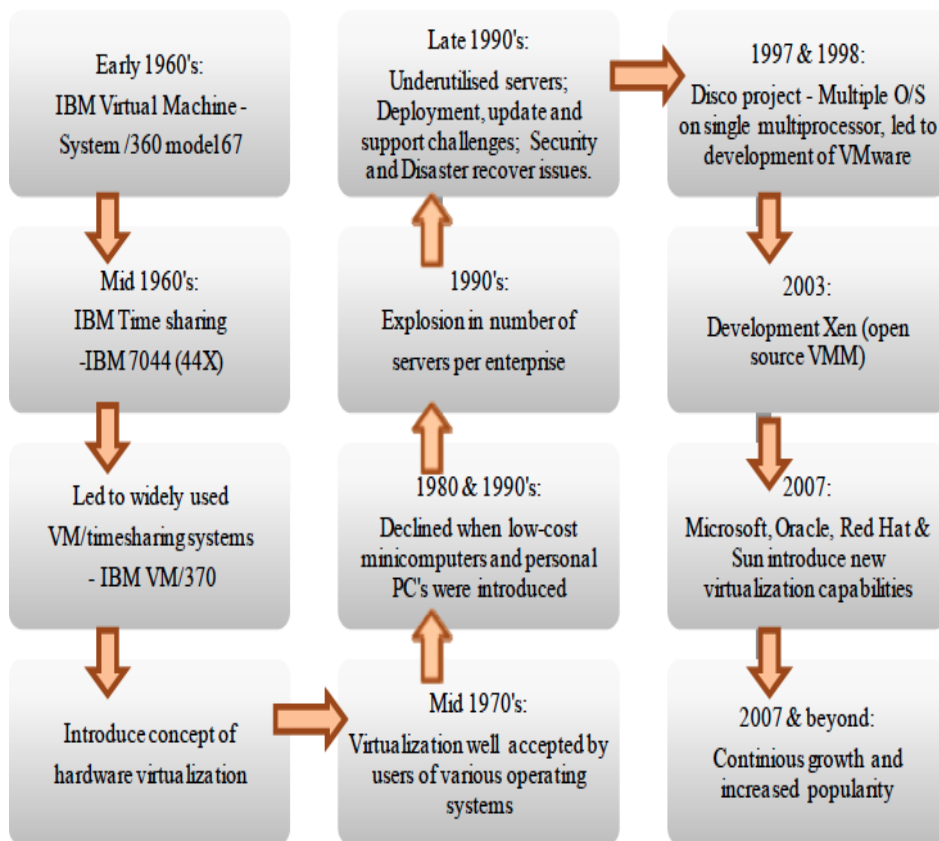 Early 1960's:
IBM Virtual Machine -
System /360 model 67
Mid 1960's:
IBM Time sharing
-IBM 7044 (44X)
Led to widely used
VM/timesharing systems
- IBM VM/370
Introduce concept of
hardware virtualization
Mid 1970's:
Virtualization well accepted by
users of various operating
systems
1980 & 1990's:
Declined when low-cost
minicomputers and personal
PC's were introduced
1990's:
Explosion in number of
servers per enterprise
Late 1990's:
Underutilised servers;
Deployment, update and
support challenges; Security
and Disaster recover issues.
1997 & 1998:
Disco project - Multiple O/S
on single multiprocessor, led to
development of VMware
2003:
Development Xen (open
source VMM)
2007:
Microsoft, Oracle, Red Hat &
Sun introduce new
virtualization capabilities
2007 & beyond:
Continious growth and
increased popularity